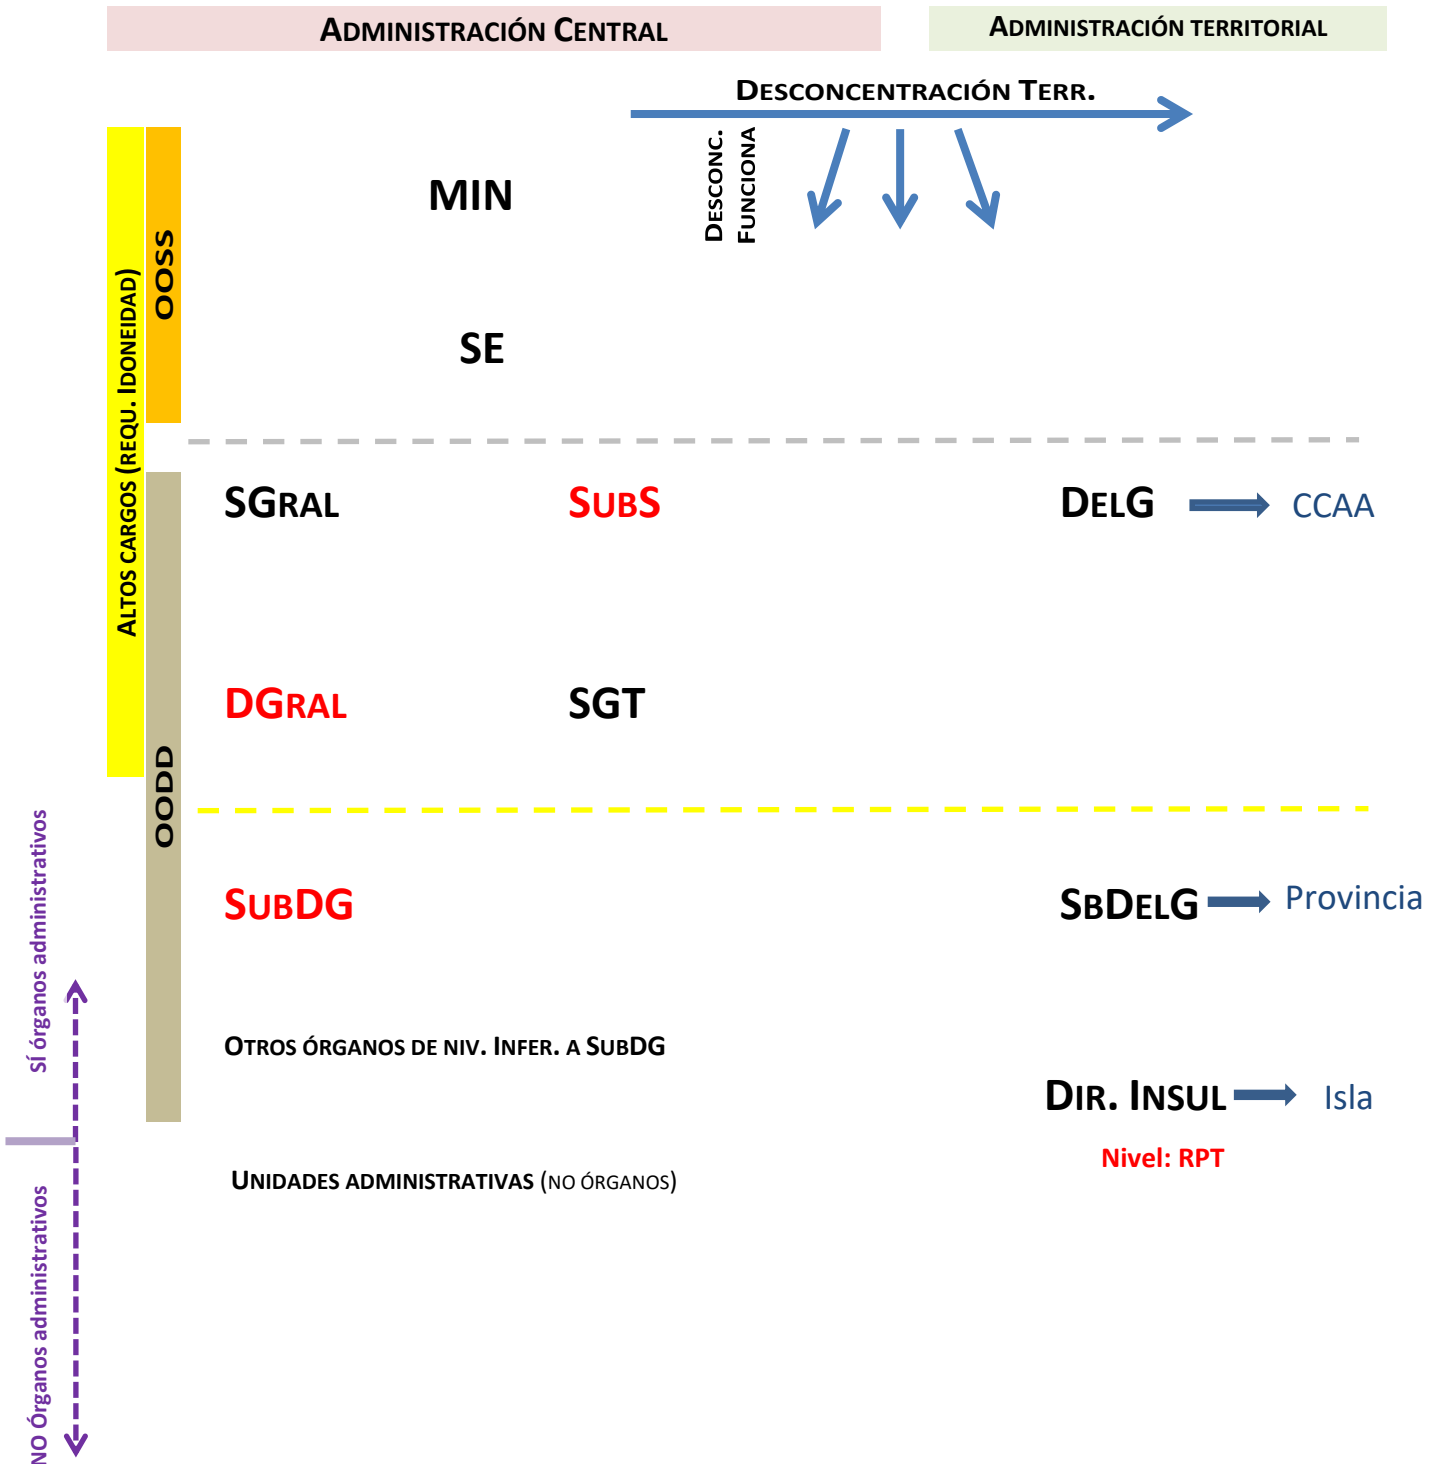 ADMINISTRACIÓN CENTRAL
ADMINISTRACIÓN TERRITORIAL
DESCONCENTRACIÓN TERR.
DESCONC.
FUNCIONA
MIN
OOSS
ALTOS CARGOS (REQU. IDONEIDAD)
SE
SGRAL
SUBS
DELG
CCAA
DGRAL
SGT
OODD
SÍ órganos administrativos
SUBDG
SBDELG
Provincia
OTROS ÓRGANOS DE NIV. INFER. A SUBDG
DIR. INSUL
Isla
Nivel: RPT
UNIDADES ADMINISTRATIVAS (NO ÓRGANOS)
NO Órganos administrativos